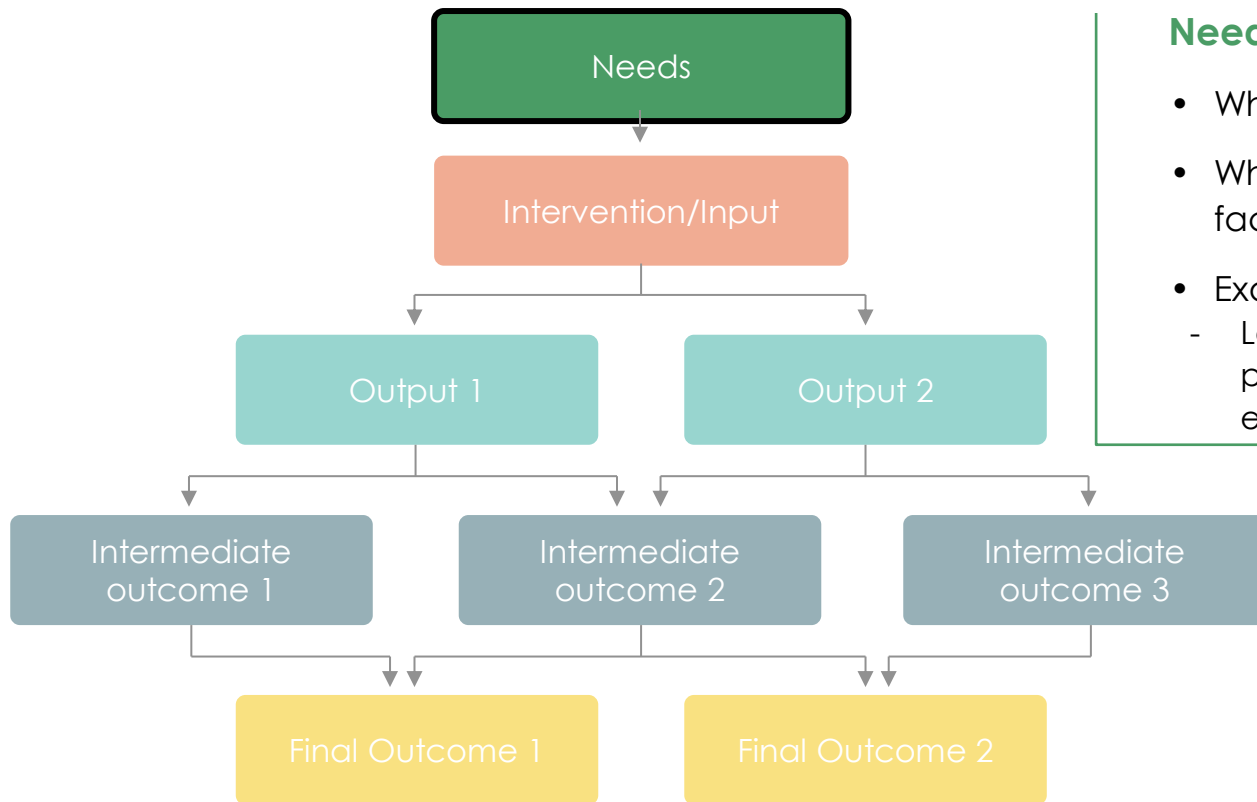 Needs
Intervention/Input
Output 1
Output 2
Intermediate
outcome 1
Intermediate
outcome 2
Intermediate
outcome 3
Final Outcome 1
Final Outcome 2